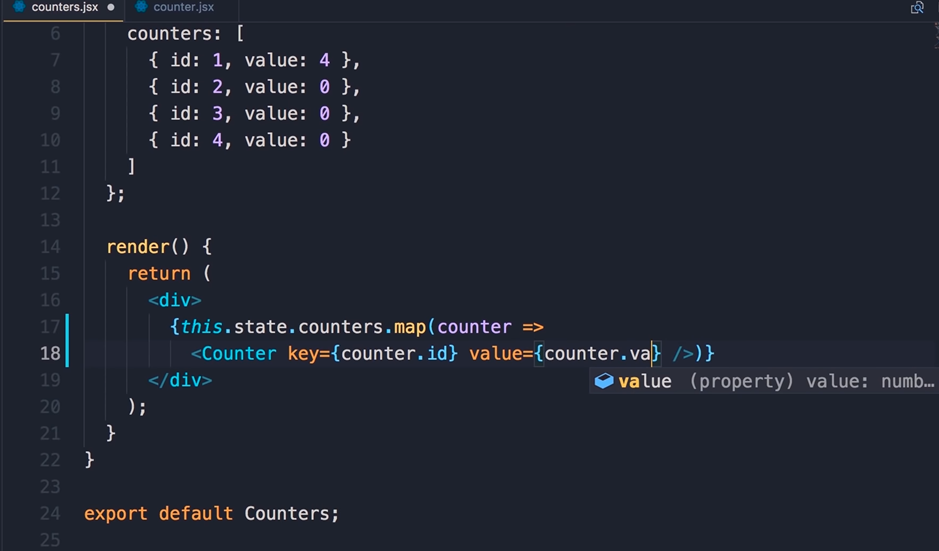 counters.jsx ● counter.jsx
6 counters: [
7 { id: 1, value: 4 },
8 { id: 2, value: 0 },
9 { id: 3, value: 0 },
10 { id: 4, value: 0 }
11 ]
12 };
13
14 render() {
15 return (
16 <div>
17 {this.state.counters.map(counter =>
18 <Counter key={counter.id} value={counter.va} />)}
value (property) value: numb…
19 </div>
20 );
21 }
22 }
23
24 export default Counters;
25